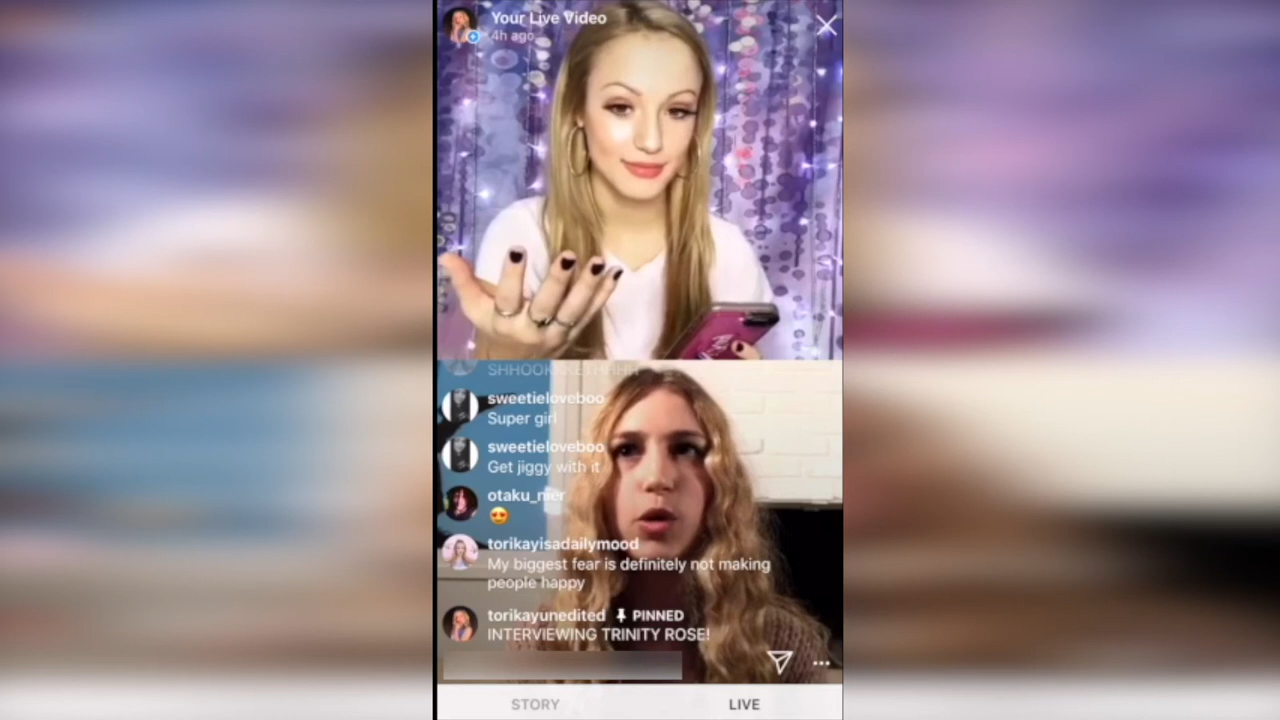 Your Live Video
4h ago
sweetieloveboo
Super girl
sweetieloveboo
Get jiggy with it
otaku_nier
😍
torikayisadailymood
My biggest fear is definitely not making
people happy
torikayunedited PINNED
INTERVIEWING TRINITY ROSE!
STORY LIVE